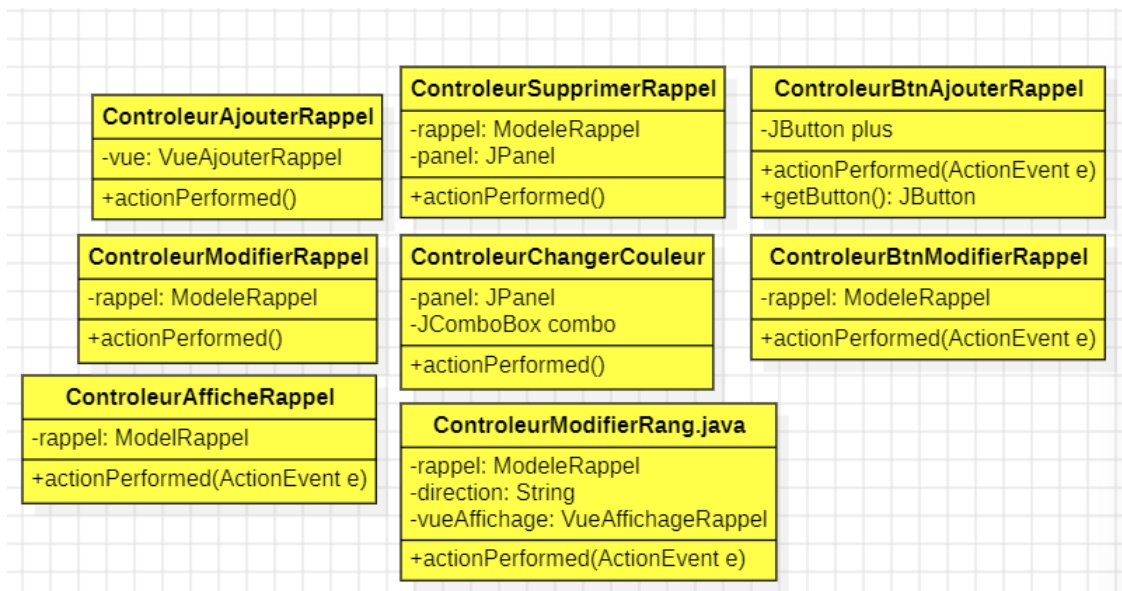 ControleurAjouterRappel
-vue: VueAjouterRappel
+actionPerformed()
ControleurSupprimerRappel
-rappel: ModeleRappel
-panel: JPanel
+actionPerformed()
ControleurBtnAjouterRappel
-JButton plus
+actionPerformed(ActionEvent e)
+getButton(): JButton
ControleurModifierRappel
-rappel: ModeleRappel
+actionPerformed()
ControleurChangerCouleur
-panel: JPanel
-JComboBox combo
+actionPerformed()
ControleurBtnModifierRappel
-rappel: ModeleRappel
+actionPerformed(ActionEvent e)
ControleurAfficheRappel
-rappel: ModelRappel
+actionPerformed(ActionEvent e)
ControleurModifierRang.java
-rappel: ModeleRappel
-direction: String
-vueAffichage: VueAffichageRappel
+actionPerformed(ActionEvent e)